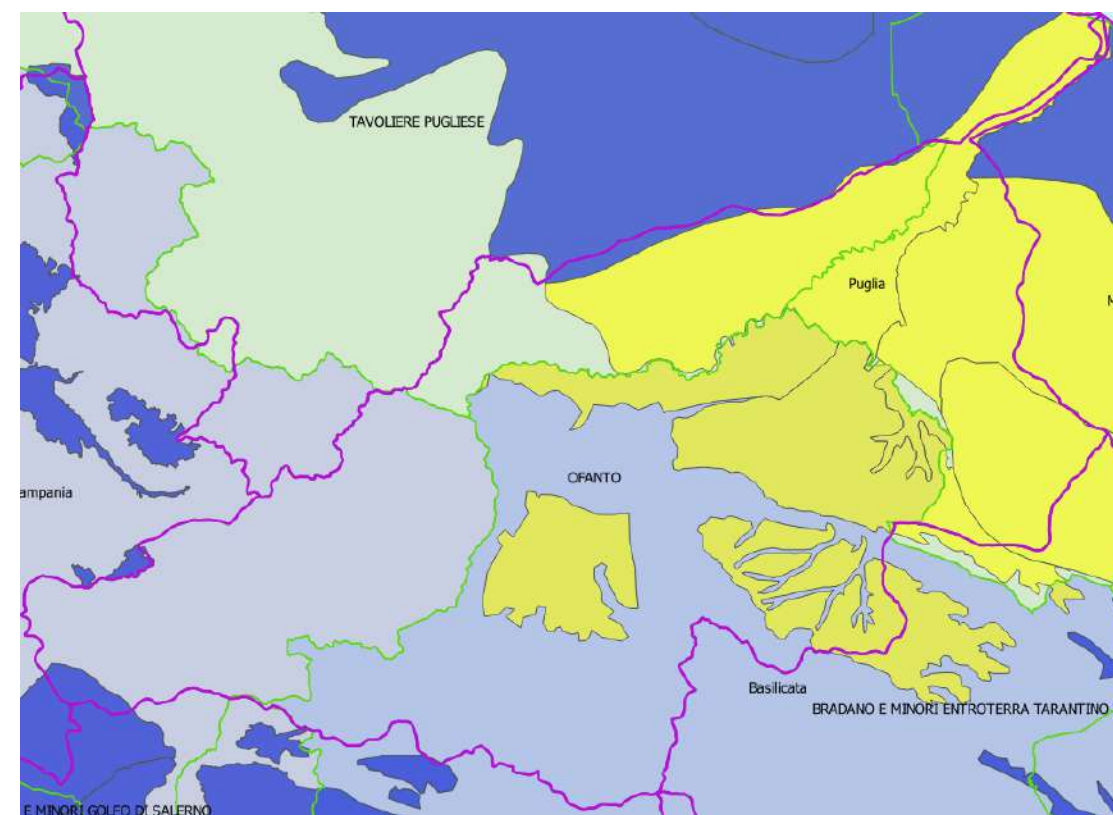 TAVOLIERE PUGLIESE
Puglia
M
OFANTO
ampania
Basilicata
BRADANO E MINORI ENTROTERRA TARANTINO
E MINORI GOLFO DI SALERNO